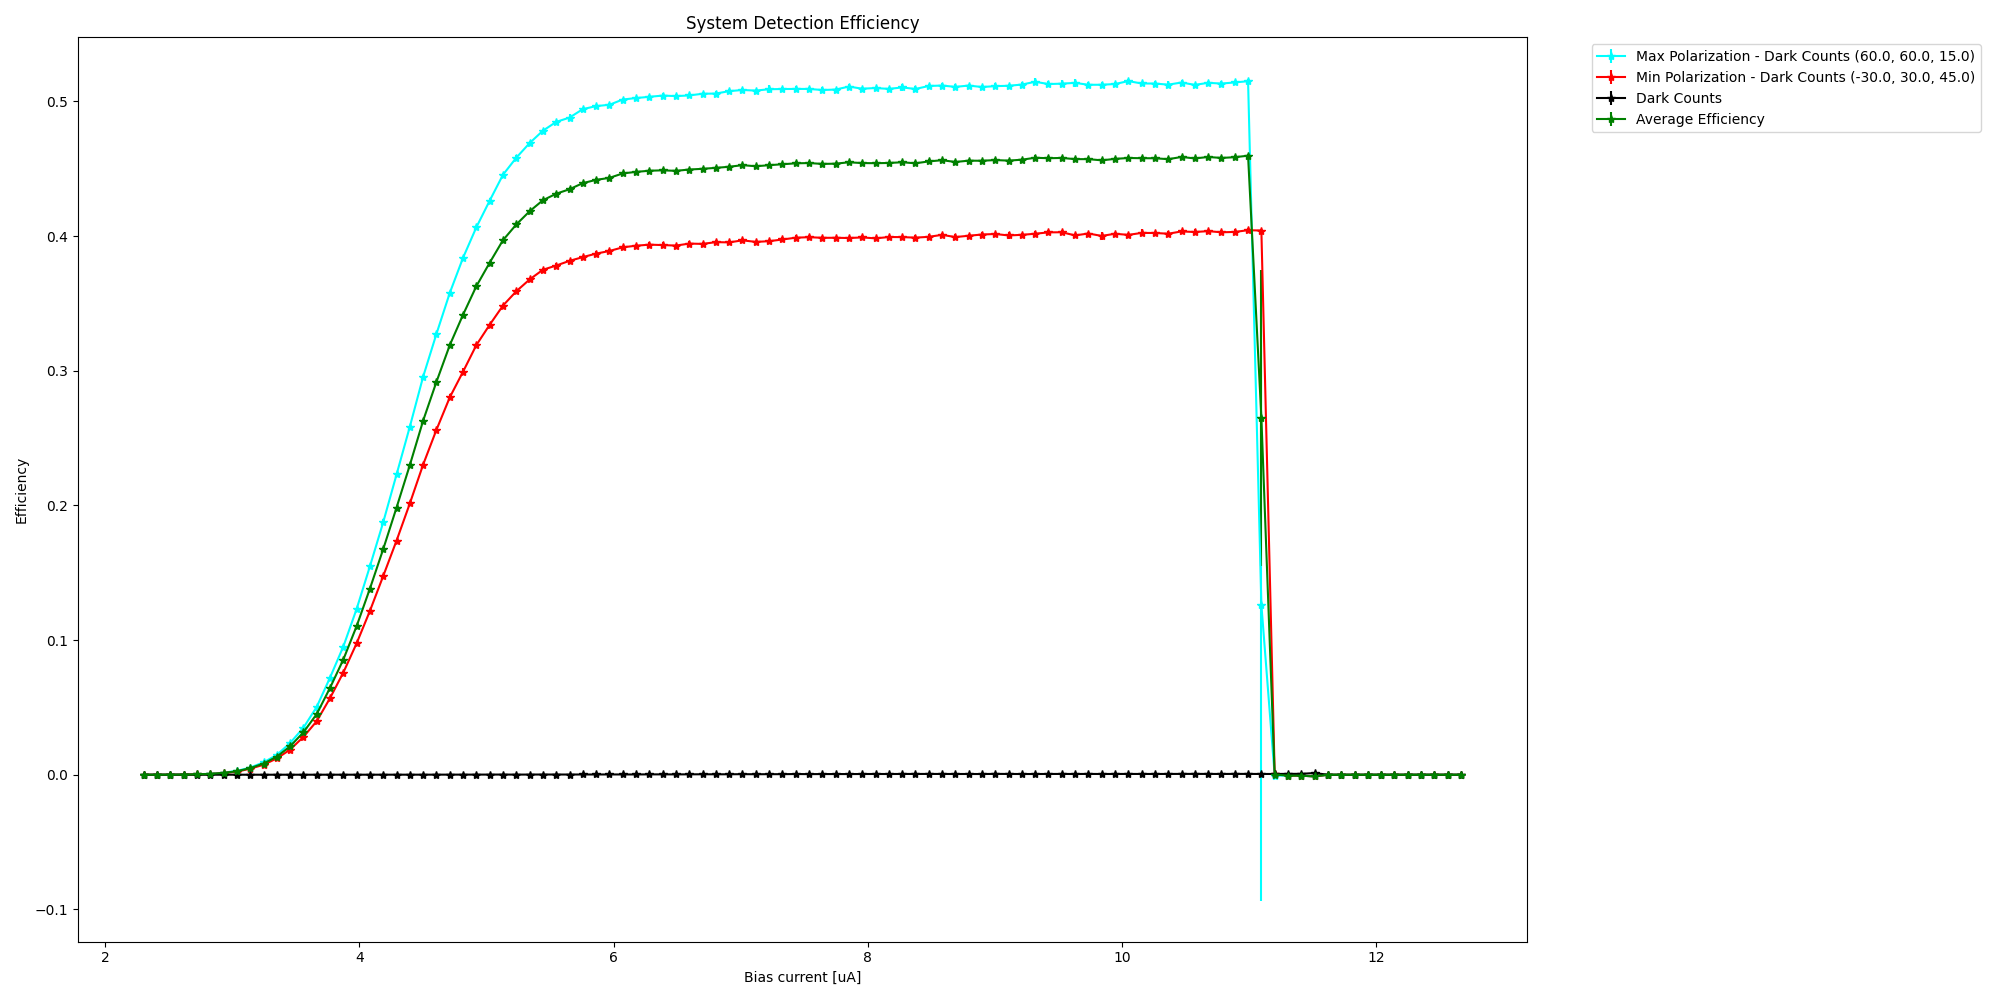 System Detection Efficiency
Max Polarization - Dark Counts (60.0, 60.0, 15.0)
Min Polarization - Dark Counts (-30.0, 30.0, 45.0)
Dark Counts
Average Efficiency
Efficiency
0.5
0.4
0.3
0.2
0.1
0.0
−0.1
2 4 6 8 10 12
Bias current [uA]